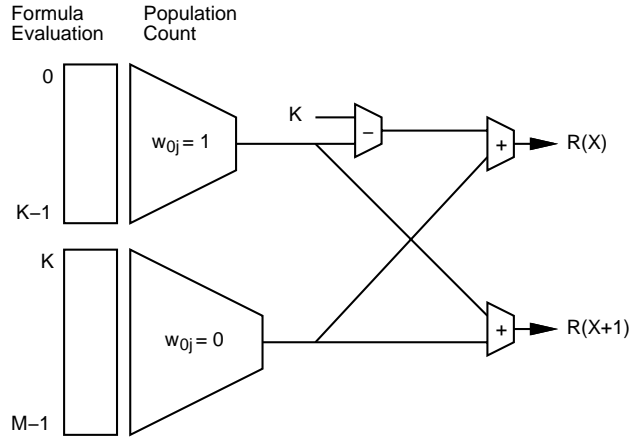 Formula Population
Evaluation Count
0
K
w0j = 1
−
+
R(X)
K−1
K
w0j = 0
+
R(X+1)
M−1